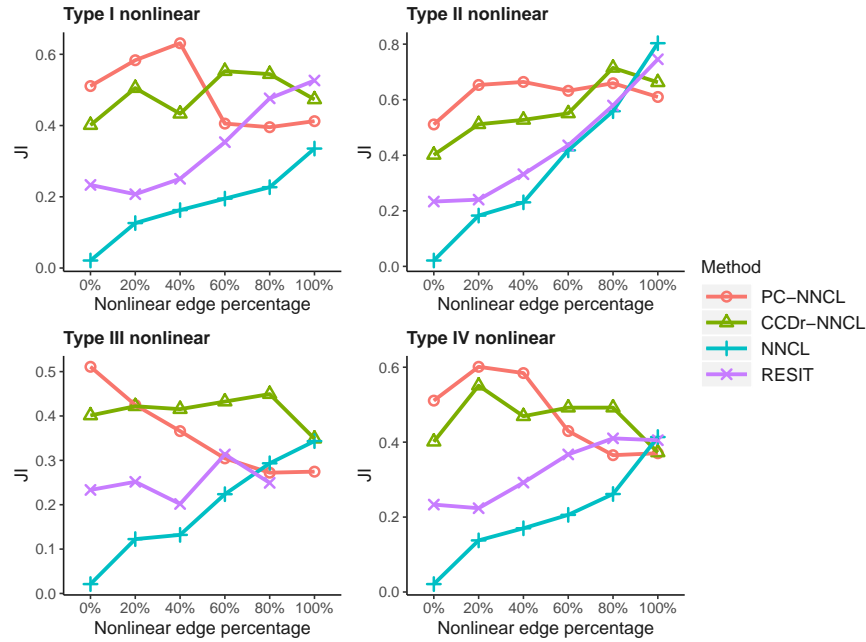 Type I nonlinear
JI
0.6
0.4
0.2
0.0
0% 20% 40% 60% 80% 100%
Nonlinear edge percentage
Type II nonlinear
JI
0.8
0.6
0.4
0.2
0.0
0% 20% 40% 60% 80% 100%
Nonlinear edge percentage
Type III nonlinear
JI
0.5
0.4
0.3
0.2
0.1
0.0
0% 20% 40% 60% 80% 100%
Nonlinear edge percentage
Type IV nonlinear
JI
0.6
0.4
0.2
0.0
0% 20% 40% 60% 80% 100%
Nonlinear edge percentage
Method
PC−NNCL
CCDr−NNCL
NNCL
RESIT